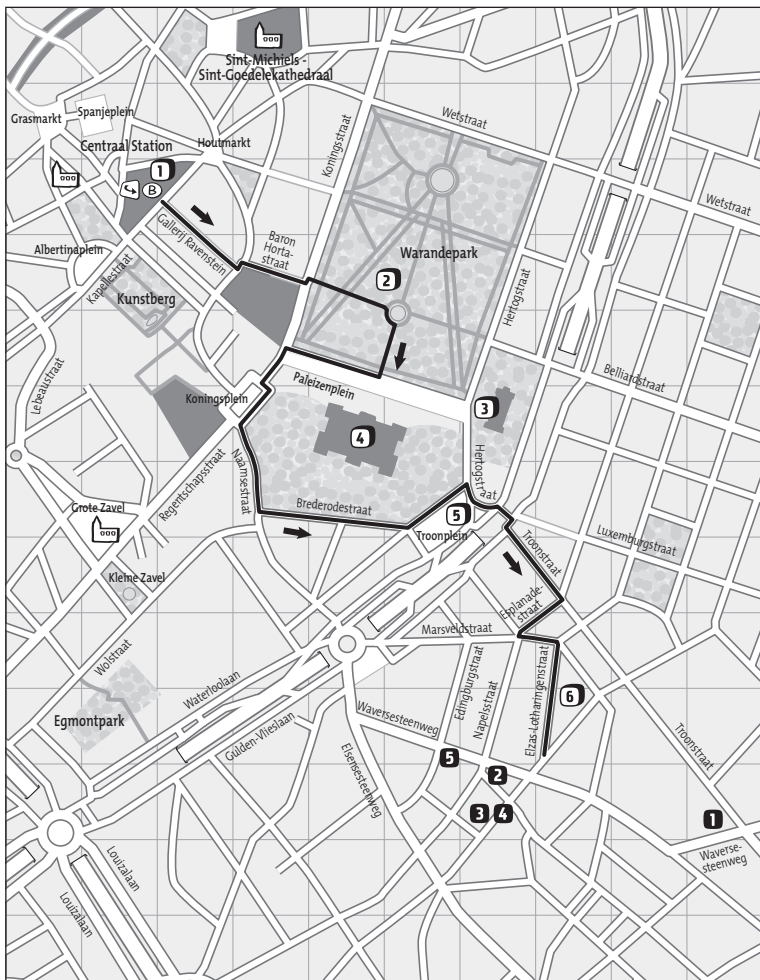 Sint-Michiels -
Sint-Goedelekathedraal
Wetstraat
Grasmarkt
Spanjeplein
Centraal Station
Houtmarkt
Koningsstraat
1
B
Wetstraat
Gallerij Ravenstein
Baron
Horta-
straat
Warandepark
Albertinaplein
Kapellestraat
Kunstberg
2
Hertogstraat
Lebeaustraat
Belliardstraat
Paleizenplein
Koningsplein
3
4
Regentschapsstraat
Naamsestraat
Hertogstraat
Grote Zavel
Brederodestraat
5
Troonplein
Troonstraat
Luxemburgstraat
Kleine Zavel
Esplanade-
straat
Marsveldstraat
Wolstraat
Waterloolaan
Edingburgstraat
Napelsstraat
Elzas-Lotharingenstraat
6
Egmontpark
Gulden-Vlieslaan
Waversesteenweg
Troonstraat
Elsensesteenweg
5
2
3
4
1
Waverse-
steenweg
Louizalaan
Louizalaan